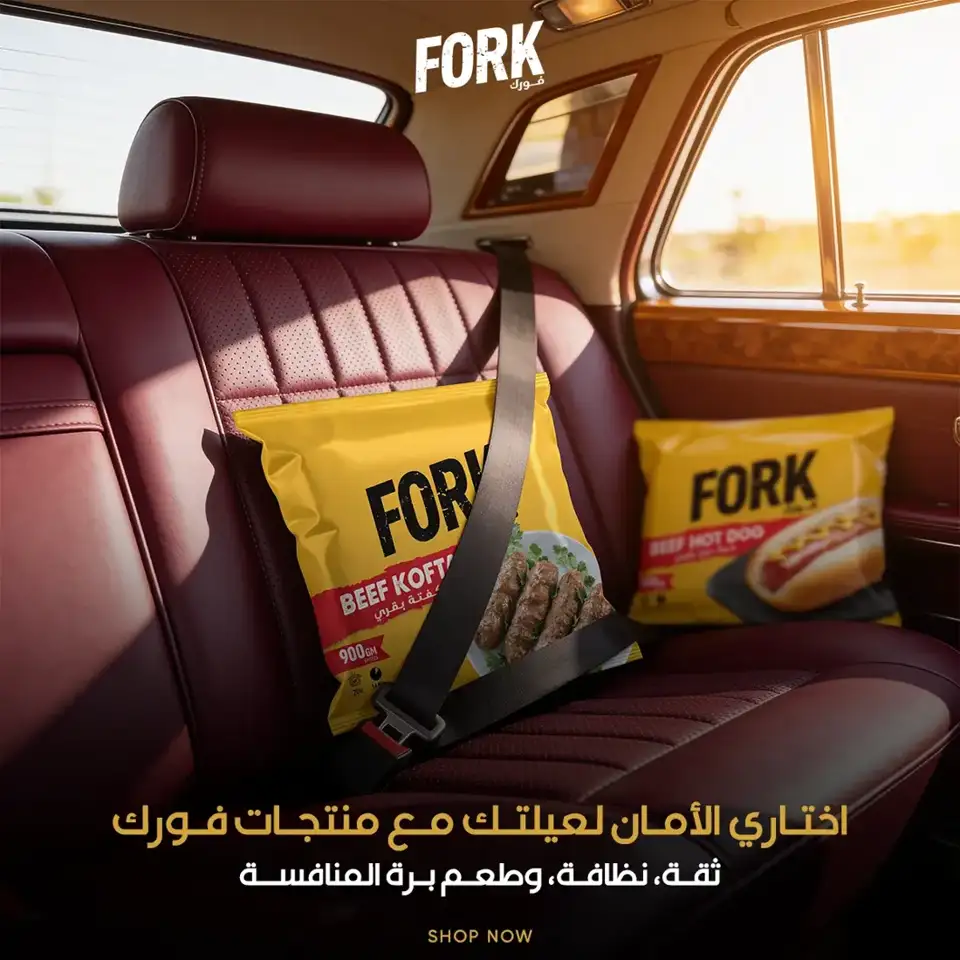 FORK
فورك
FORK
BEEF KOFT
كفتة بقري
900GM
FORK
BEEF HOT DOG
اختاري الأمان لعيلتك مع منتجات فورك
ثقة، نظافة، وطعم برة المنافسة
SHOP NOW